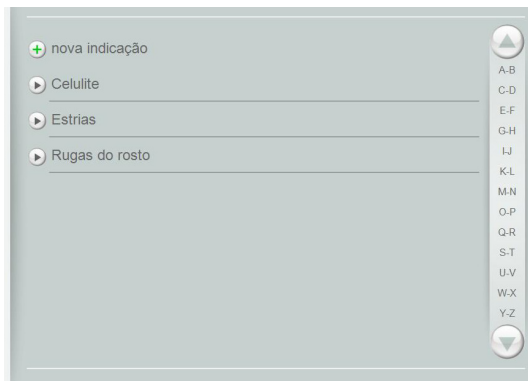 nova indicação
Celulite
Estrias
Rugas do rosto
A-B
C-D
E-F
G-H
I-J
K-L
M-N
O-P
Q-R
S-T
U-V
W-X
Y-Z